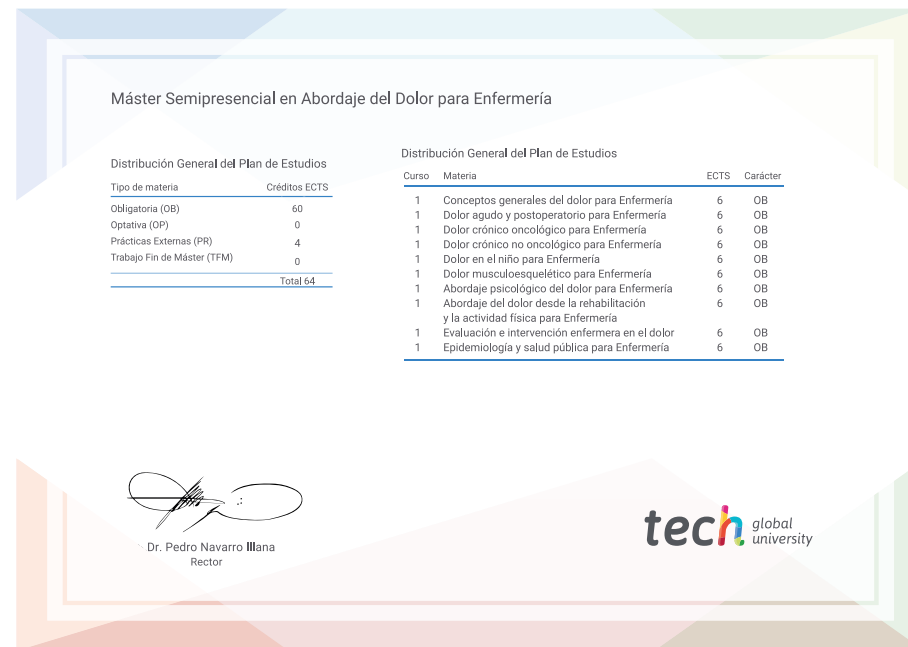 Máster Semipresencial en Abordaje del Dolor para Enfermería
Distribución General del Plan de Estudios
Tipo de materia Créditos ECTS
Obligatoria (OB) 60
Optativa (OP) 0
Prácticas Externas (PR) 4
Trabajo Fin de Máster (TFM) 0
Total 64
Distribución General del Plan de Estudios
Curso Materia ECTS Carácter
1 Conceptos generales del dolor para Enfermería 6 OB
1 Dolor agudo y postoperatorio para Enfermería 6 OB
1 Dolor crónico oncológico para Enfermería 6 OB
1 Dolor crónico no oncológico para Enfermería 6 OB
1 Dolor en el niño para Enfermería 6 OB
1 Dolor musculoesquelético para Enfermería 6 OB
1 Abordaje psicológico del dolor para Enfermería 6 OB
1 Abordaje del dolor desde la rehabilitación 6 OB
y la actividad física para Enfermería
1 Evaluación e intervención enfermera en el dolor 6 OB
1 Epidemiología y salud pública para Enfermería 6 OB
Dr. Pedro Navarro Illana
Rector
tech global
university